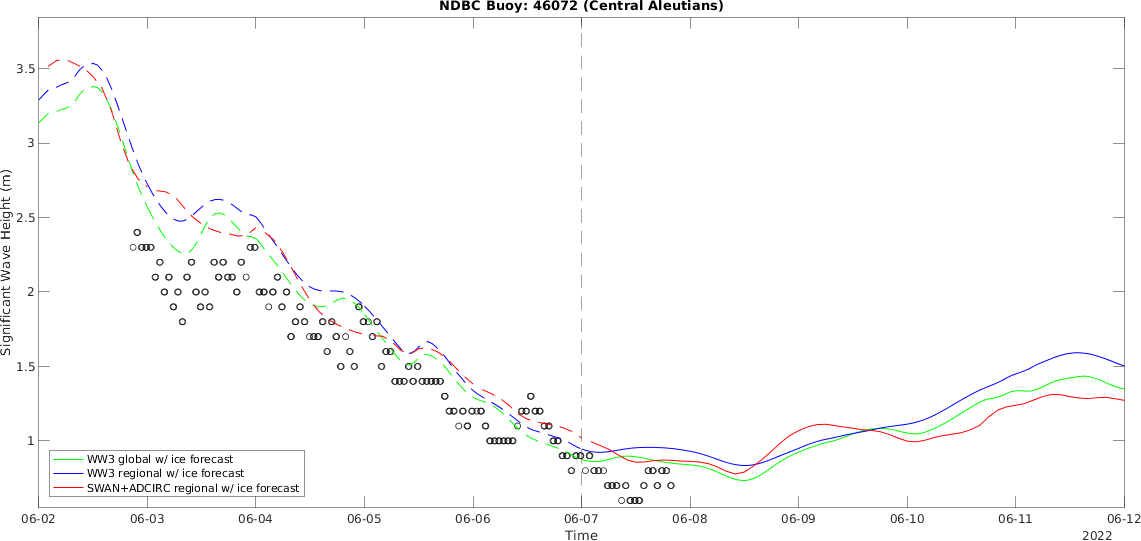 NDBC Buoy: 46072 (Central Aleutians)
3.5
3
2.5
2
1.5
1
Significant Wave Height (m)
WW3 global w/ ice forecast
WW3 regional w/ ice forecast
SWAN+ADCIRC regional w/ ice forecast
06-02 06-03 06-04 06-05 06-06 06-07 06-08 06-09 06-10 06-11 06-12
Time
2022